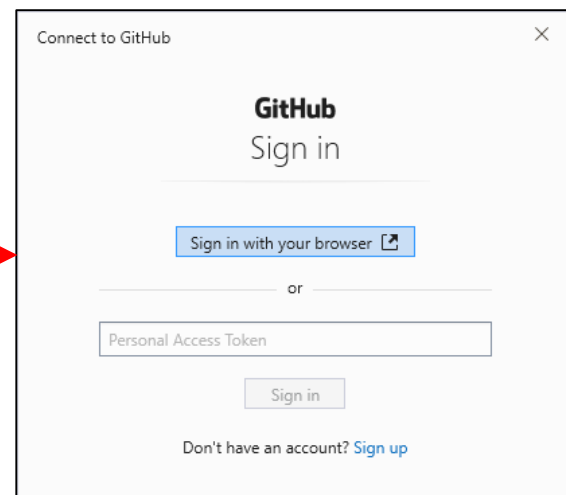 Connect to GitHub
GitHub
Sign in
Sign in with your browser
or
Personal Access Token
Sign in
Don't have an account? Sign up